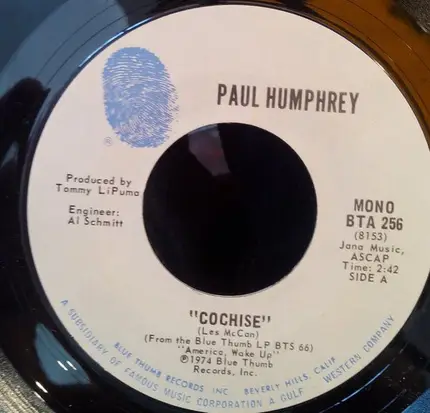 ®
PAUL HUMPHREY
Produced by
Tommy LiPuma
Engineer:
Al Schmitt
MONO
BTA 256
(8153)
Jana Music,
ASCAP
Time: 2:42
SIDE A
"COCHISE"
(Les McCan)
(From the Blue Thumb LP BTS 66)
"America, Wake Up"
℗1974 Blue Thumb
Records, Inc.
BLUE THUMB RECORDS INC BEVERLY HILLS CALIF
A SUBSIDIARY OF FAMOUS MUSIC CORPORATION A GULF WESTERN COMPANY